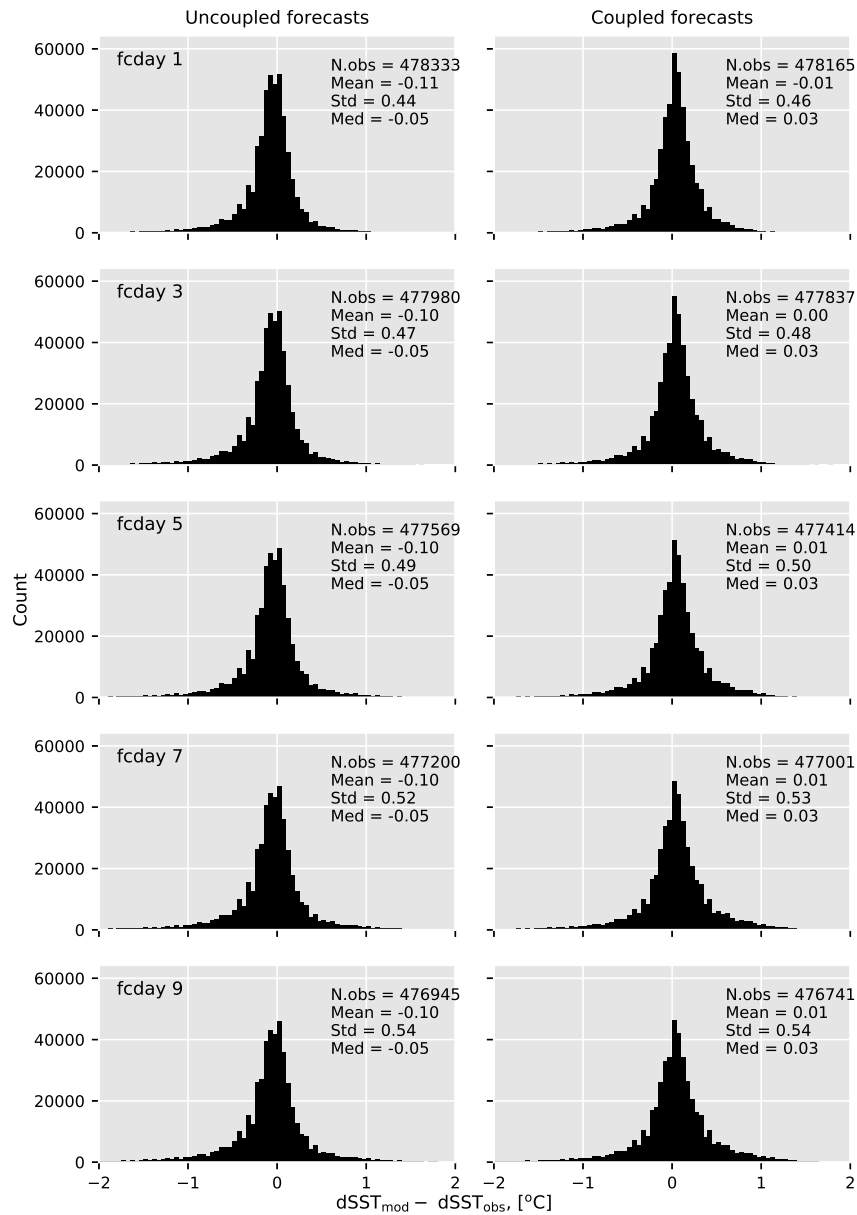 Uncoupled forecasts
Coupled forecasts
60000
40000
20000
0
fcday 1
N.obs = 478333
Mean = -0.11
Std = 0.44
Med = -0.05
N.obs = 478165
Mean = -0.01
Std = 0.46
Med = 0.03
60000
40000
20000
0
fcday 3
N.obs = 477980
Mean = -0.10
Std = 0.47
Med = -0.05
N.obs = 477837
Mean = 0.00
Std = 0.48
Med = 0.03
Count
60000
40000
20000
0
fcday 5
N.obs = 477569
Mean = -0.10
Std = 0.49
Med = -0.05
N.obs = 477414
Mean = 0.01
Std = 0.50
Med = 0.03
60000
40000
20000
0
fcday 7
N.obs = 477200
Mean = -0.10
Std = 0.52
Med = -0.05
N.obs = 477001
Mean = 0.01
Std = 0.53
Med = 0.03
60000
40000
20000
0
fcday 9
N.obs = 476945
Mean = -0.10
Std = 0.54
Med = -0.05
N.obs = 476741
Mean = 0.01
Std = 0.54
Med = 0.03
−2 −1 0 1 2
−2 −1 0 1 2
dSST_mod − dSST_obs, [°C]